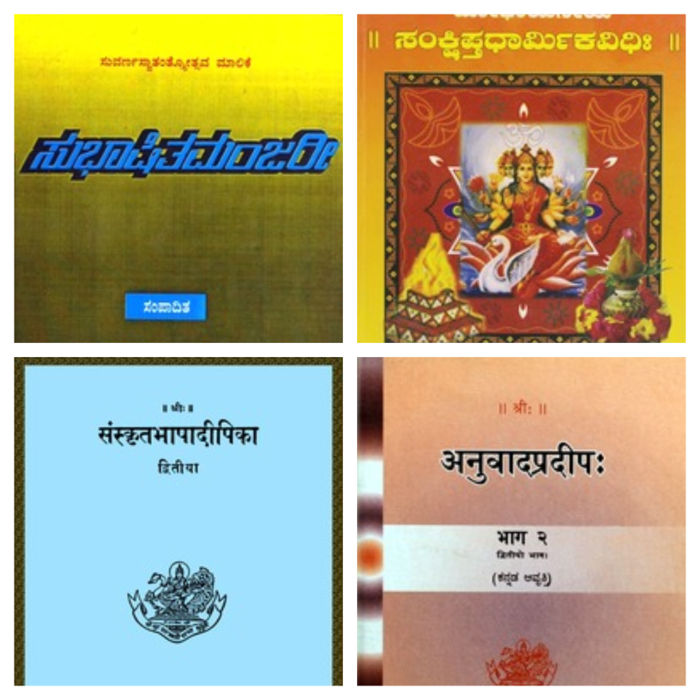 ಸುವರ್ಣಸ್ವಾತಂತ್ರ್ಯೋತ್ಸವ ಮಾಲಿಕೆ
ಸುಭಾಷಿತಮಂಜರೀ
ಸಂಪಾದಿತ
॥ ಸಂಕ್ಷಿಪ್ತಧಾರ್ಮಿಕವಿಧಿಃ ॥
ॐ
॥ श्रीः ॥
संस्कृतभाषादीपिका
द्वितीया
॥ श्रीः ॥
अनुवादप्रदीपः
भाग २
द्वितीयो भागः
(ಕನ್ನಡ ಆವೃತ್ತಿ)